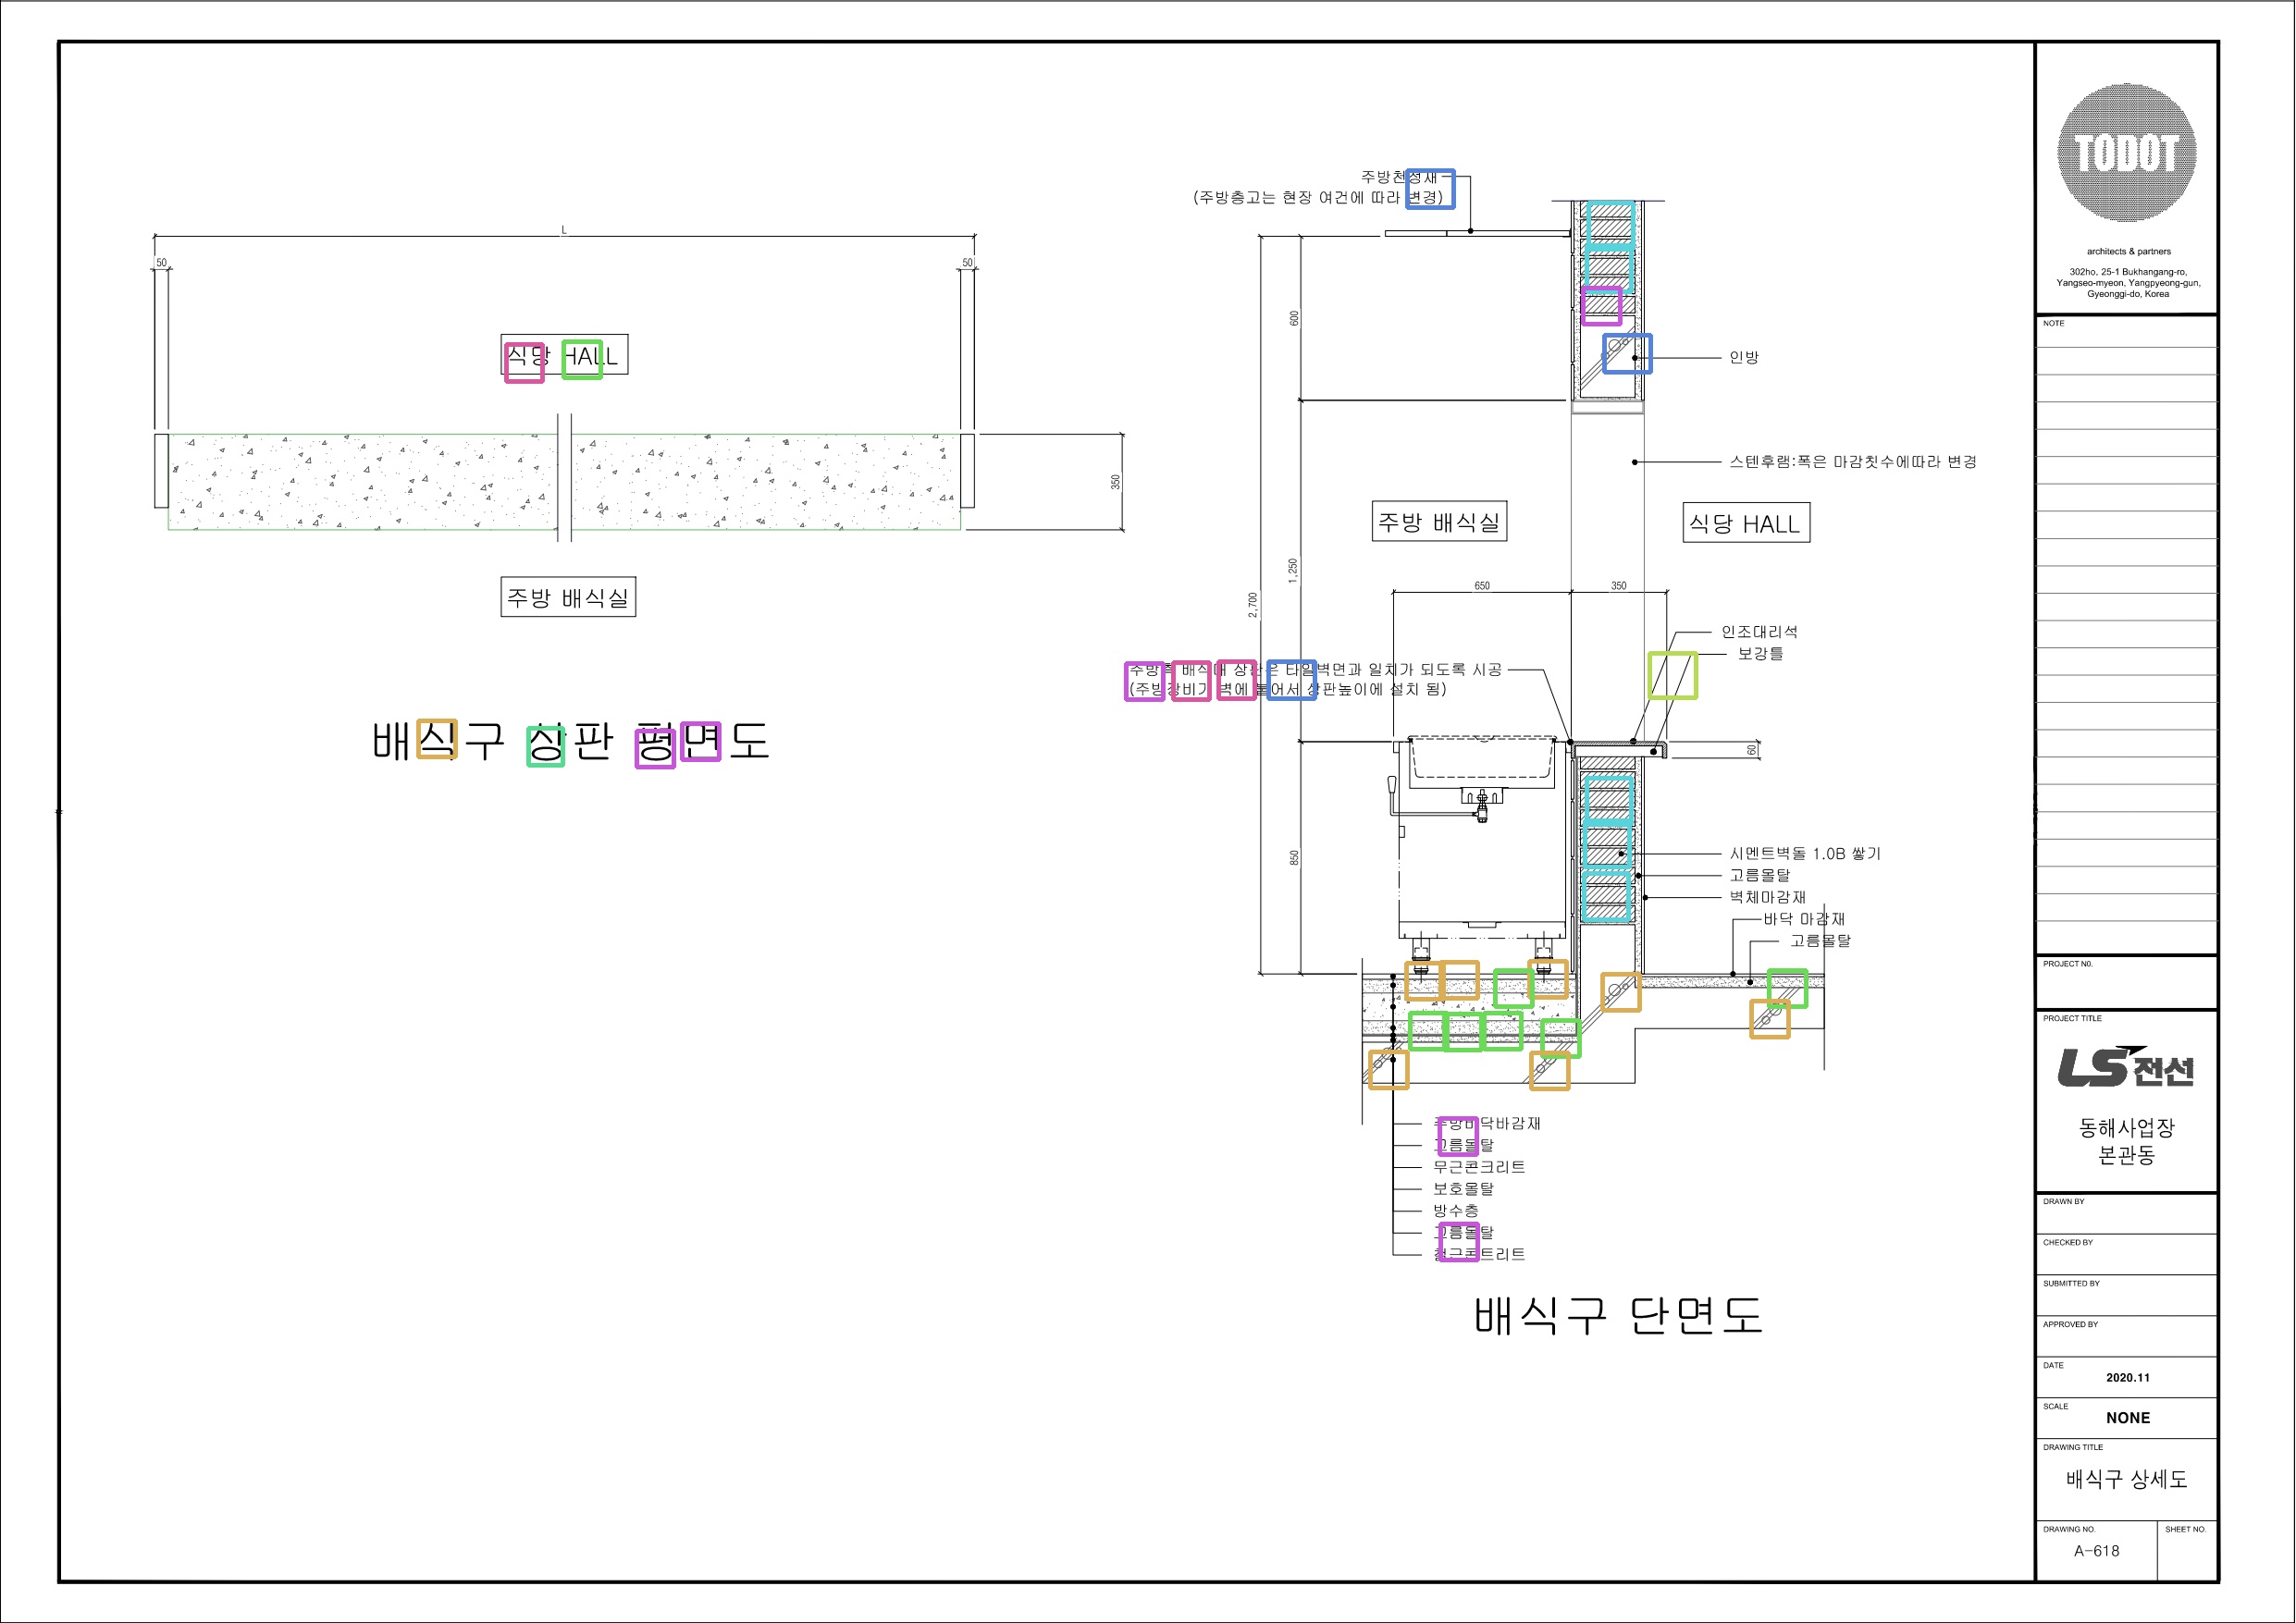 L
50
50
식당 HALL
350
주방 배식실
배식구 상판 평면도
주방천정재
(주방층고는 현장 여건에 따라 변경)
600
인방
스텐후램:폭은 마감칫수에따라 변경
주방 배식실
식당 HALL
1,250
2,700
650
350
인조대리석
보강틀
주방측 배식대 상판은 타일벽면과 일치가 되도록 시공
(주방장비가 벽에 붙어서 상판높이에 설치 됨)
60
850
시멘트벽돌 1.0B 쌓기
고름몰탈
벽체마감재
바닥 마감재
고름몰탈
주방바닥바감재
고름몰탈
무근콘크리트
보호몰탈
방수층
고름몰탈
철근콘트리트
배식구 단면도
TODOT
architects & partners
302ho, 25-1 Bukhangang-ro,
Yangseo-myeon, Yangpyeong-gun,
Gyeonggi-do, Korea
NOTE
PROJECT NO.
PROJECT TITLE
LS전선
동해사업장
본관동
DRAWN BY
CHECKED BY
SUBMITTED BY
APPROVED BY
DATE
2020.11
SCALE
NONE
DRAWING TITLE
배식구 상세도
DRAWING NO.
SHEET NO.
A-618